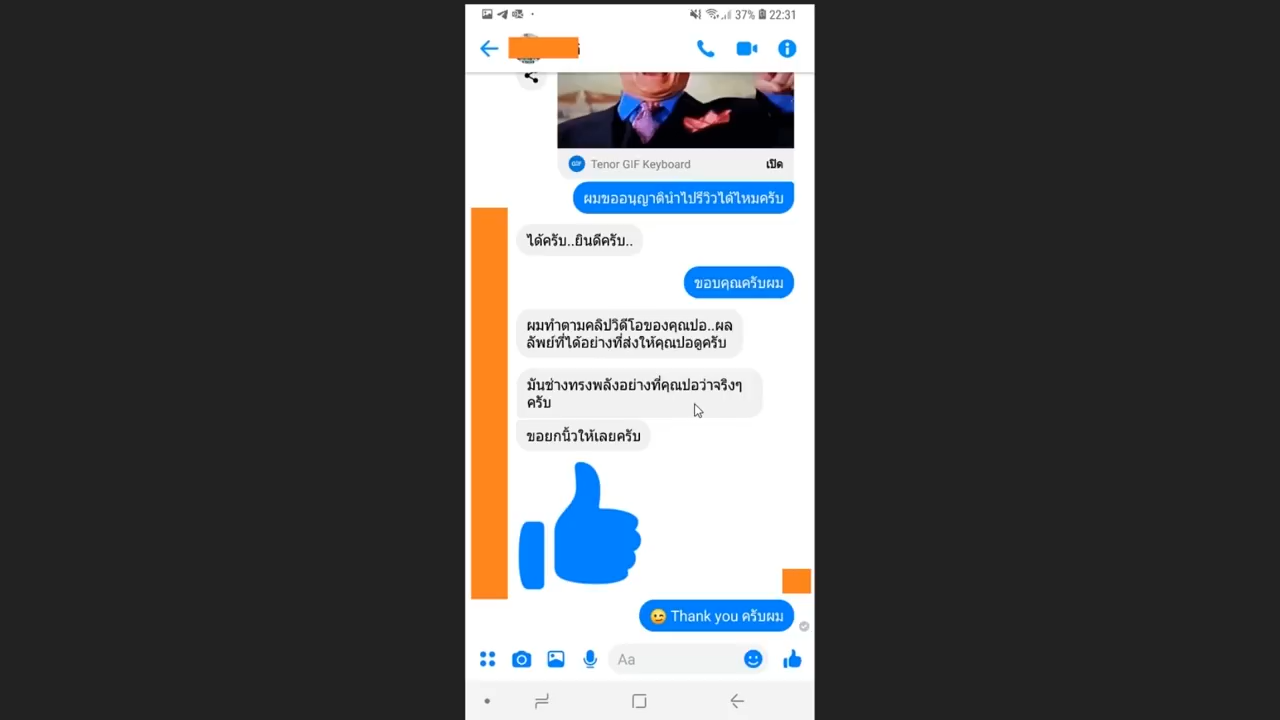 37% 22:31
Tenor GIF Keyboard เปิด
ผมขออนุญาตินำไปรีวิวได้ไหมครับ
ได้ครับ..ยินดีครับ..
ขอบคุณครับผม
ผมทำตามคลิปวิดีโอของคุณปอ..ผล
ลัพย์ที่ได้อย่างที่ส่งให้คุณปอดูครับ
มันช่างทรงพลังอย่างที่คุณปอว่าจริงๆ
ครับ
ขอยกนิ้วให้เลยครับ
Thank you ครับผม
Aa